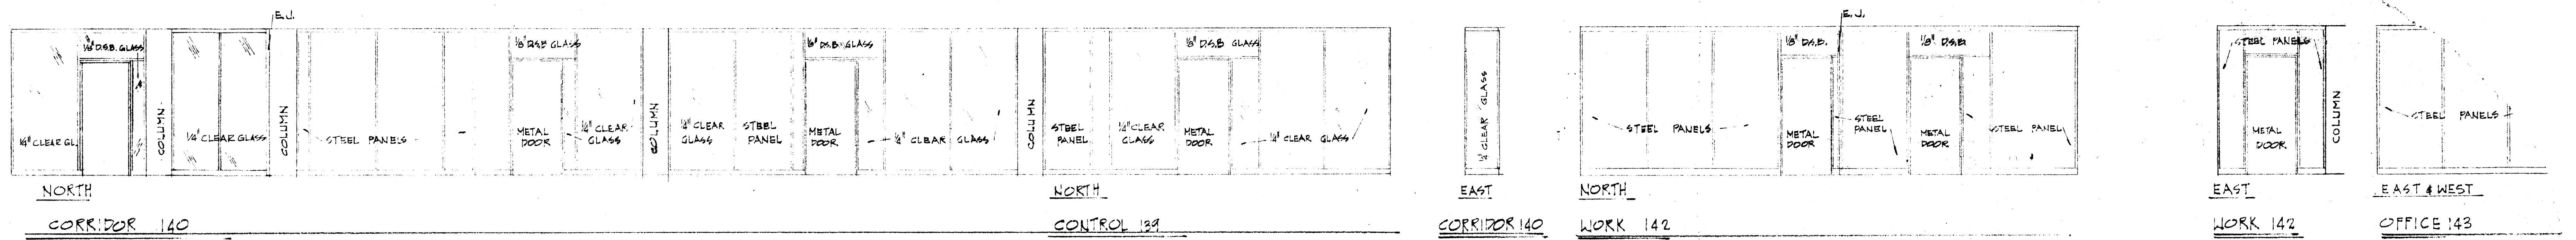 E.J.
E.J.
1/8" D.S.B. GLASS
1/8" D.S.B GLASS
1/8" D.S.B. GLASS
1/8" D.S.B GLASS
1/8" D.S.B.
1/8" D.S.B.
STEEL PANELS
1/4" CLEAR GL.
COLUMN
1/4" CLEAR GLASS
COLUMN
STEEL PANELS
METAL
DOOR
1/4" CLEAR
GLASS
COLUMN
1/4" CLEAR
GLASS
STEEL
PANEL
METAL
DOOR
1/4" CLEAR GLASS
COLUMN
STEEL
PANEL
1/4" CLEAR
GLASS
METAL
DOOR
1/4" CLEAR GLASS
1/4" CLEAR GLASS
STEEL PANELS
METAL
DOOR
STEEL
PANEL
METAL
DOOR
STEEL PANEL
METAL
DOOR
COLUMN
STEEL PANELS
NORTH
NORTH
EAST
NORTH
EAST
EAST & WEST
CORRIDOR 140
CONTROL 139
CORRIDOR 140
WORK 142
WORK 142
OFFICE 143